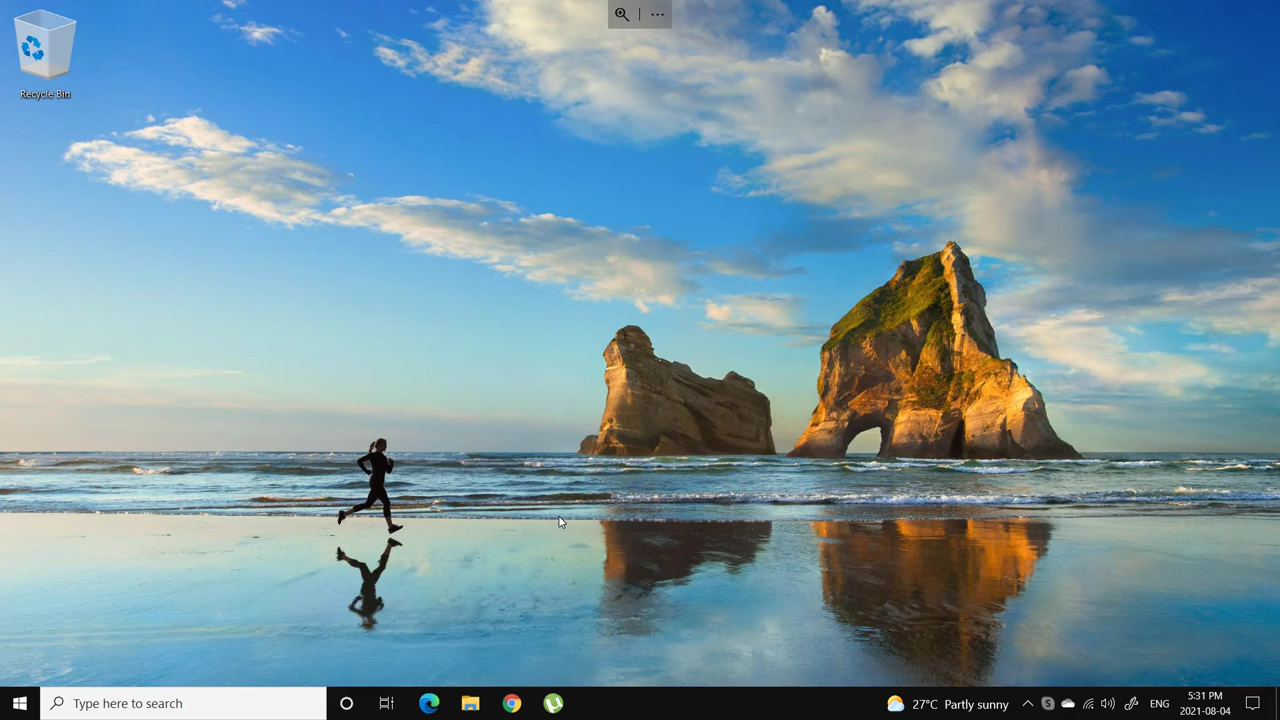 Recycle Bin
Type here to search
27°C Partly sunny
ENG
5:31 PM
2021-08-04